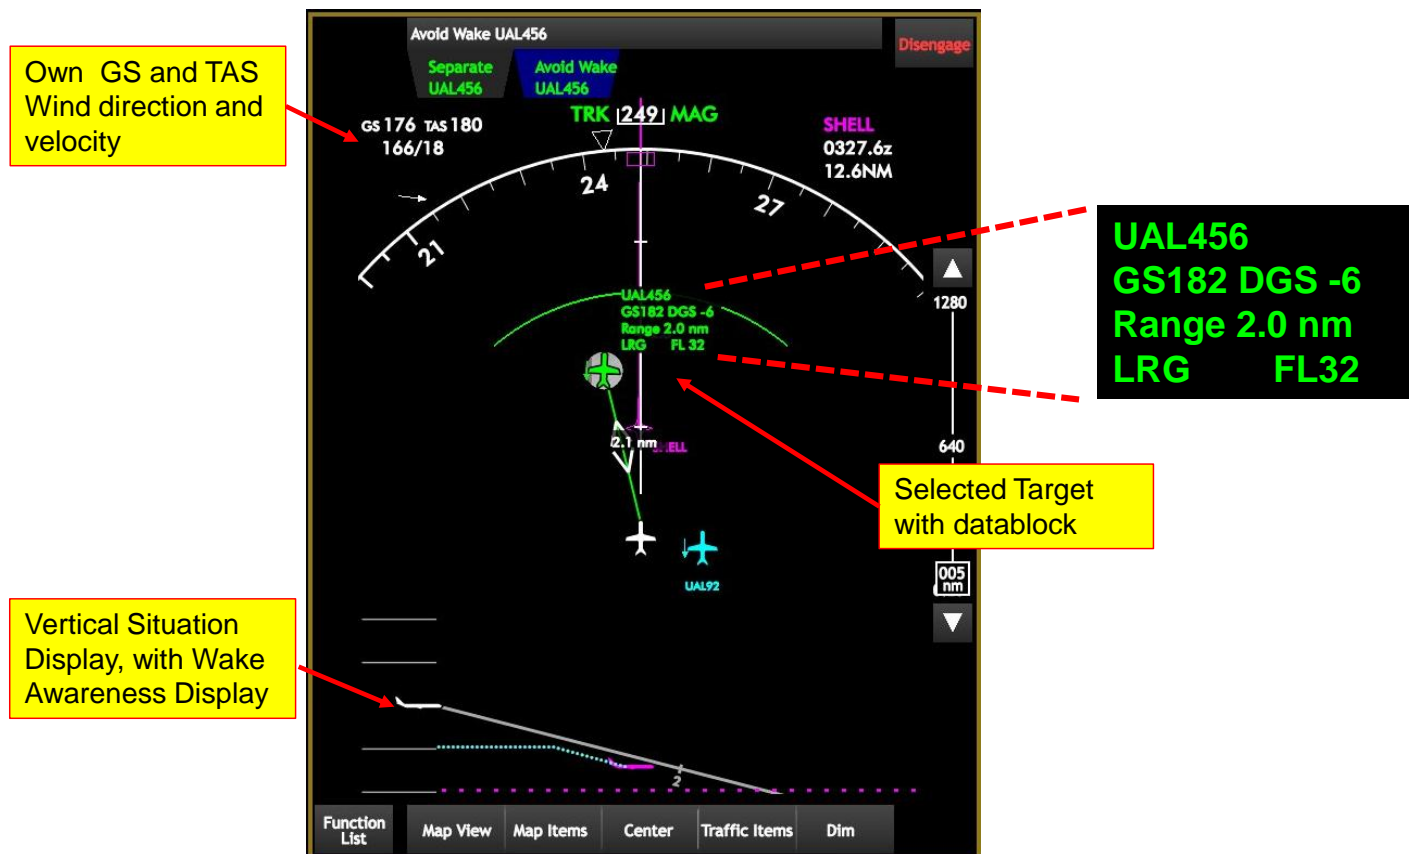 Avoid Wake UAL456
Disengage
Separate
UAL456
Avoid Wake
UAL456
Own GS and TAS
Wind direction and
velocity
GS 176 TAS 180
166/18
TRK 249 MAG
SHELL
0327.6z
12.6NM
21
24
27
UAL456
GS182 DGS -6
Range 2.0 nm
LRG FL 32
UAL456
GS182 DGS -6
Range 2.0 nm
LRG FL32
1280
640
005
nm
2.1 nm
SHELL
Selected Target
with datablock
UAL92
Vertical Situation
Display, with Wake
Awareness Display
2
Function
List
Map View
Map Items
Center
Traffic Items
Dim